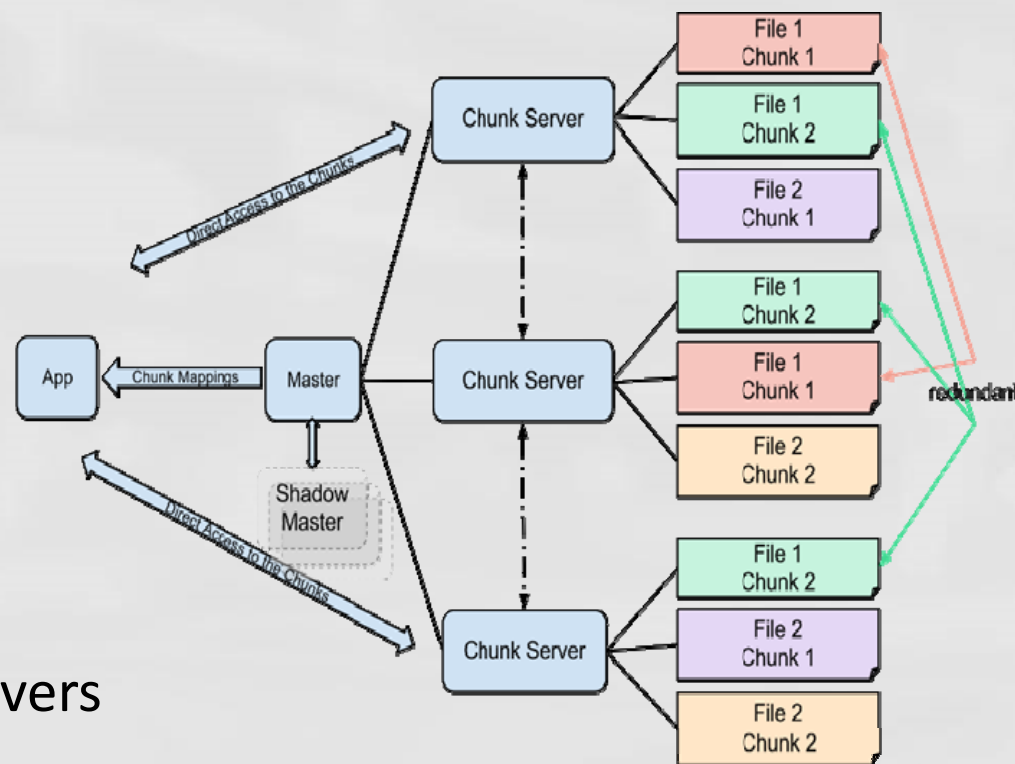 File 1
Chunk 1
Chunk Server
File 1
Chunk 2
Direct Access to the Chunks
File 2
Chunk 1
File 1
Chunk 2
App
Chunk Mappings
Master
Chunk Server
File 1
Chunk 1
redundant
File 2
Chunk 2
Shadow
Master
Direct Access to the Chunks
File 1
Chunk 2
Chunk Server
File 2
Chunk 1
vers
File 2
Chunk 2